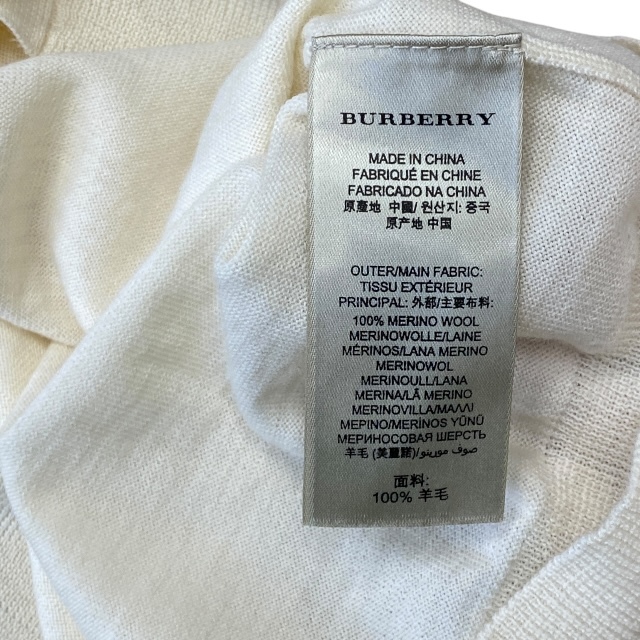 BURBERRY
MADE IN CHINA
FABRIQUÉ EN CHINE
FABRICADO NA CHINA
原產地 中國/ 원산지: 중국
原产地 中国
OUTER/MAIN FABRIC:
TISSU EXTÉRIEUR
PRINCIPAL: 外部/主要布料:
100% MERINO WOOL
MERINOWOLLE/LAINE
MÉRINOS/LANA MERINO
MERINOWOL
MERINOULL/LANA
MERINA/LÃ MERINO
MERINOVILLA/ΜΑΛΛΙ
ΜΕΡΙΝΟ/MERİNOS YÜNÜ
МЕРИНОСОВАЯ ШЕРСТЬ
羊毛 (美麗諾)/صوف مورينو
面料:
100% 羊毛